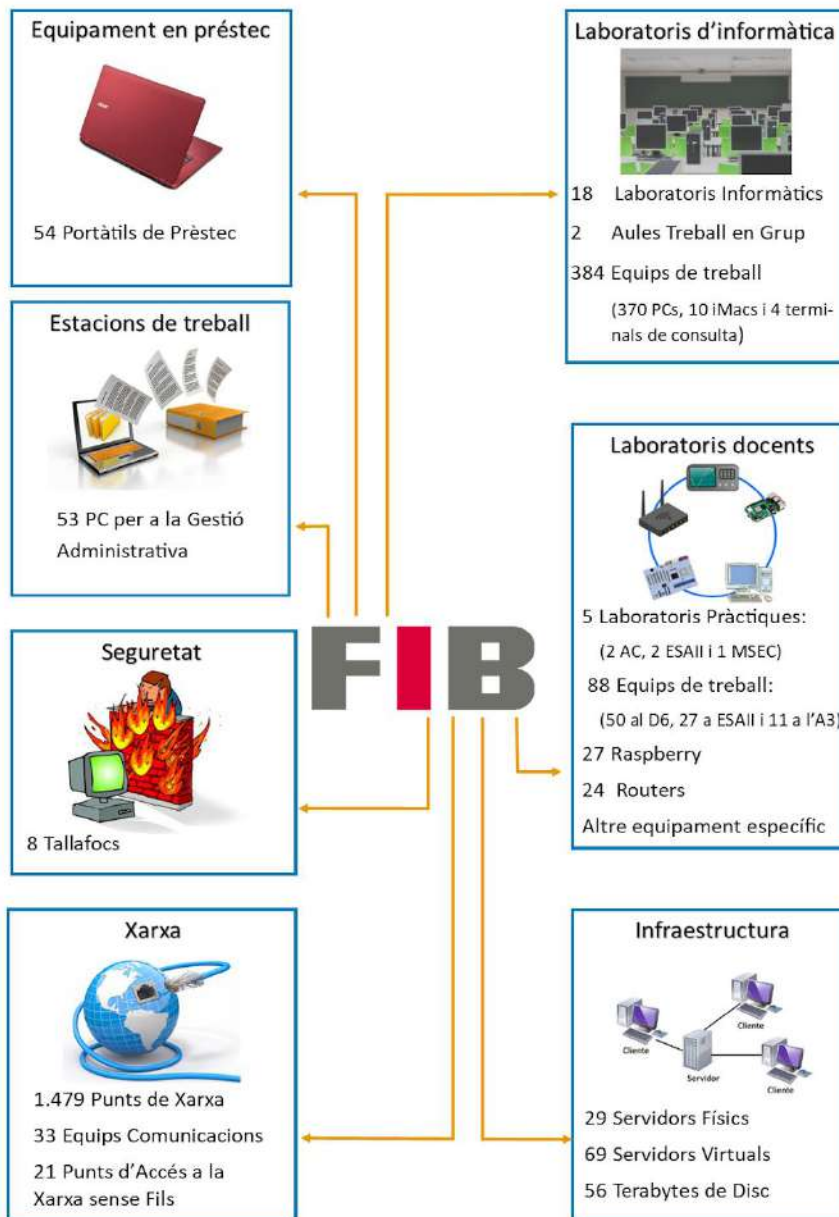 Equipament en préstec
54 Portàtils de Prèstec
Estacions de treball
53 PC per a la Gestió
Administrativa
Seguretat
8 Tallafocs
Xarxa
1.479 Punts de Xarxa
33 Equips Comunicacions
21 Punts d'Accés a la
Xarxa sense Fils
FIB
Laboratoris d'informàtica
18 Laboratoris Informàtics
2 Aules Treball en Grup
384 Equips de treball
(370 PCs, 10 iMacs i 4 termi-
nals de consulta)
Laboratoris docents
5 Laboratoris Pràctiques:
(2 AC, 2 ESAII i 1 MSEC)
88 Equips de treball:
(50 al D6, 27 a ESAII i 11 a l'A3)
27 Raspberry
24 Routers
Altre equipament específic
Infraestructura
Cliente
Cliente
Servidor
Cliente
29 Servidors Físics
69 Servidors Virtuals
56 Terabytes de Disc